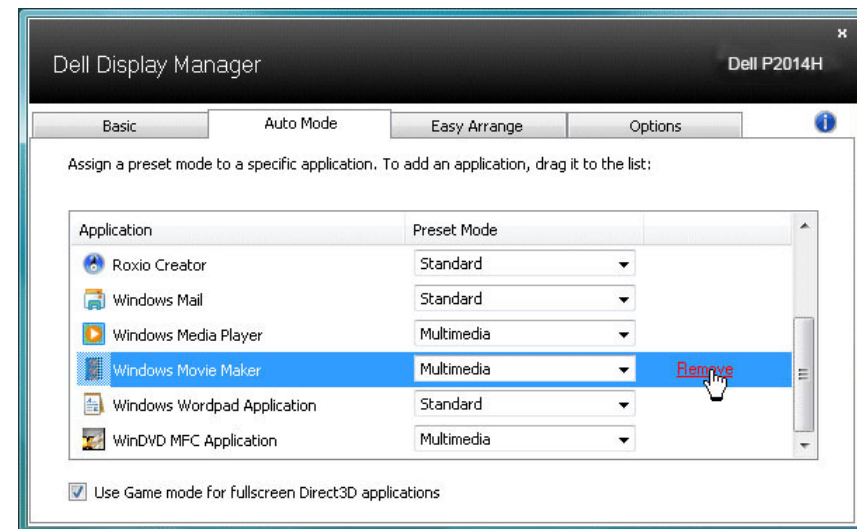 x
Dell Display Manager Dell P2014H
Basic Auto Mode Easy Arrange Options i
Assign a preset mode to a specific application. To add an application, drag it to the list:
Application Preset Mode
Roxio Creator Standard
Windows Mail Standard
Windows Media Player Multimedia
Windows Movie Maker Multimedia Remove
Windows Wordpad Application Standard
WinDVD MFC Application Multimedia
Use Game mode for fullscreen Direct3D applications